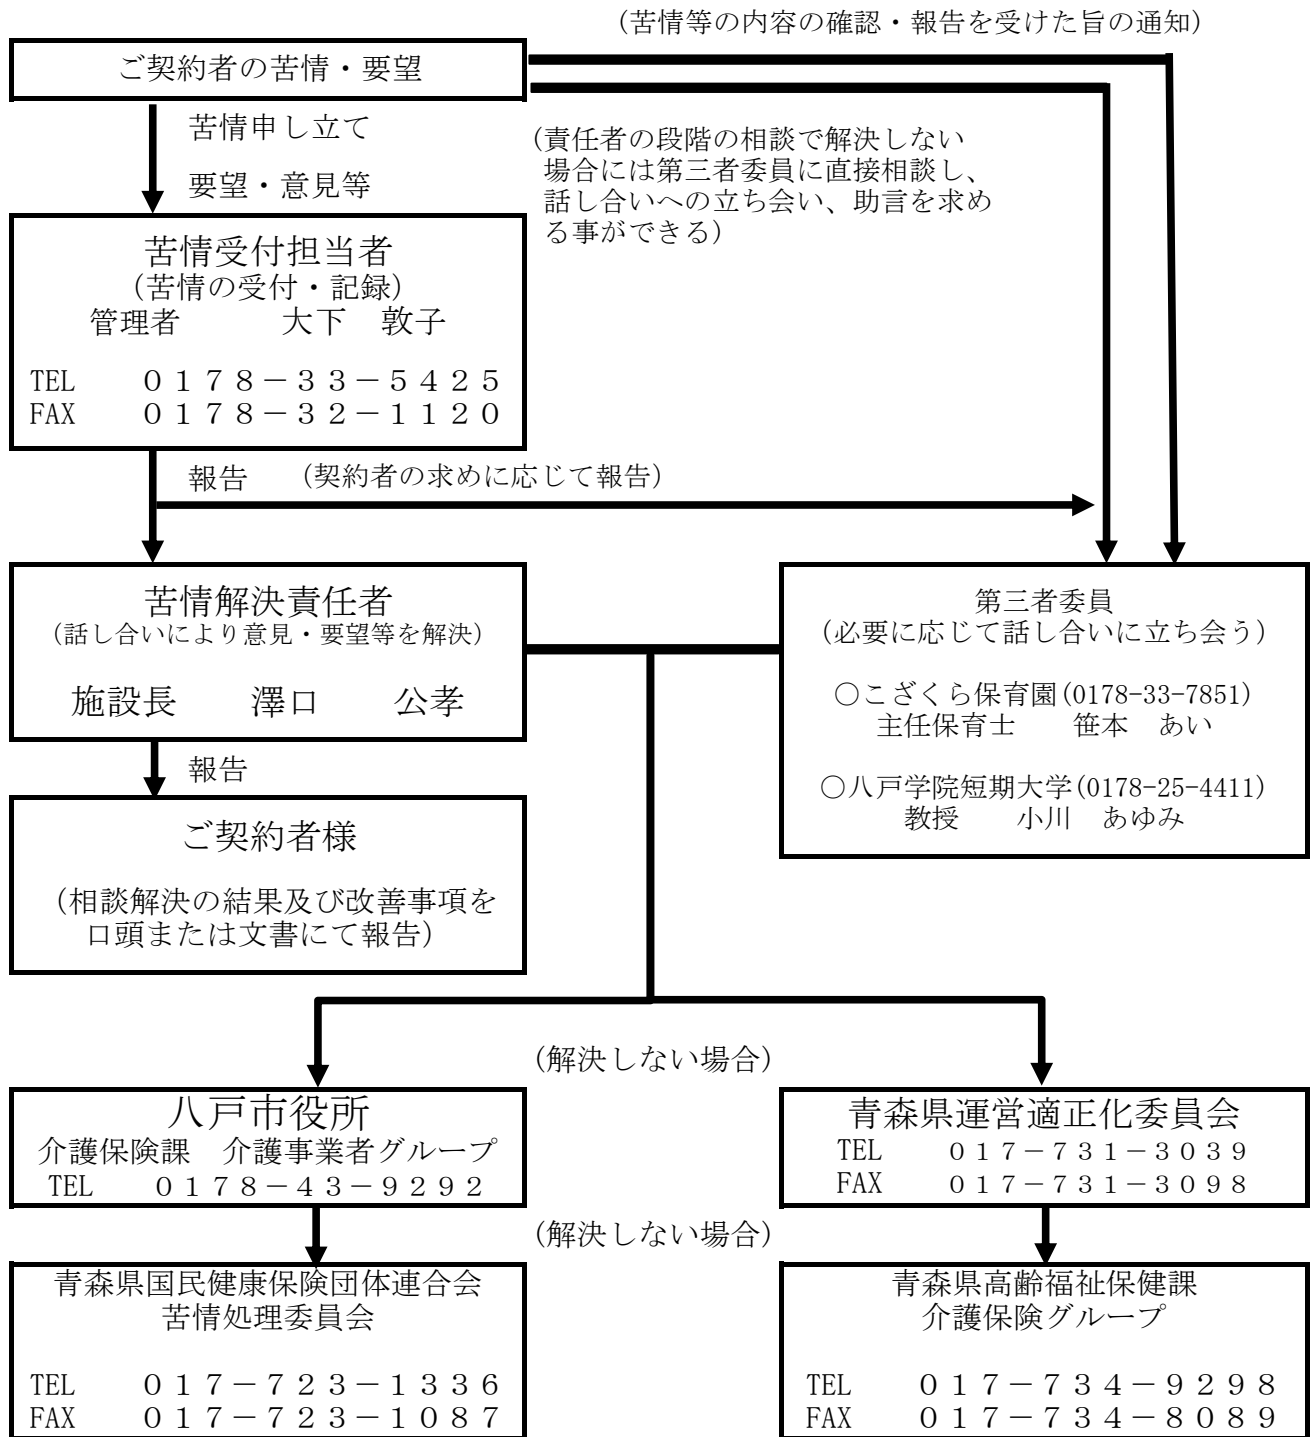 (苦情等の内容の確認・報告を受けた旨の通知)
ご契約者の苦情・要望
苦情申し立て
要望・意見等
(責任者の段階の相談で解決しない
場合には第三者委員に直接相談し、
話し合いへの立ち会い、助言を求め
る事ができる)
苦情受付担当者
(苦情の受付・記録)
管理者　　　大下　敦子
TEL　　０１７８－３３－５４２５
FAX　　０１７８－３２－１１２０
報告　(契約者の求めに応じて報告)
苦情解決責任者
(話し合いにより意見・要望等を解決)
施設長　　澤口　　公孝
第三者委員
(必要に応じて話し合いに立ち会う)
○こざくら保育園(0178-33-7851)
主任保育士　　笹本　あい
○八戸学院短期大学(0178-25-4411)
教授　　小川　あゆみ
報告
ご契約者様
(相談解決の結果及び改善事項を
口頭または文書にて報告)
(解決しない場合)
八戸市役所
介護保険課　介護事業者グループ
TEL　　０１７８－４３－９２９２
青森県運営適正化委員会
TEL　　０１７－７３１－３０３９
FAX　　０１７－７３１－３０９８
(解決しない場合)
青森県国民健康保険団体連合会
苦情処理委員会
TEL　　０１７－７２３－１３３６
FAX　　０１７－７２３－１０８７
青森県高齢福祉保健課
介護保険グループ
TEL　　０１７－７３４－９２９８
FAX　　０１７－７３４－８０８９